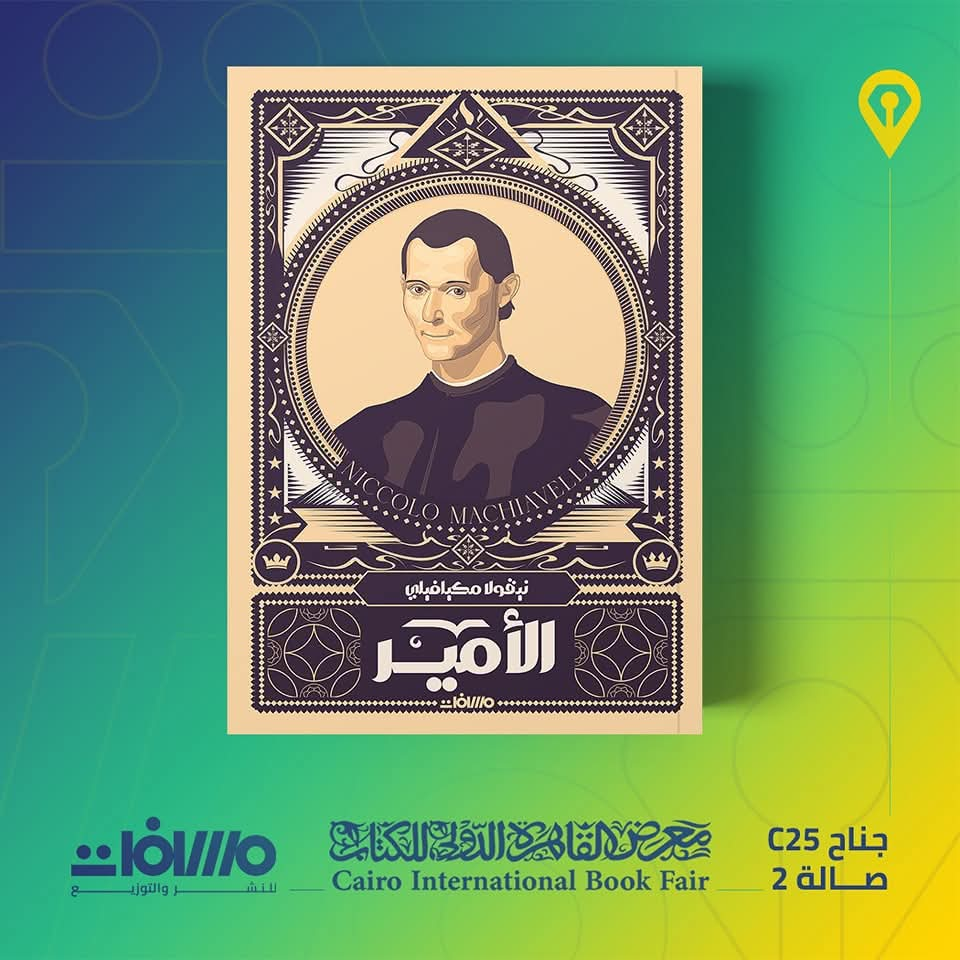 NICCOLO MACHIAVELLI
نيقولا مكيافيلي
الأمير
مسافات
معرض القاهرة الدولي للكتاب
Cairo International Book Fair
جناح C25
صالة 2
مسافات
للنشر والتوزيع